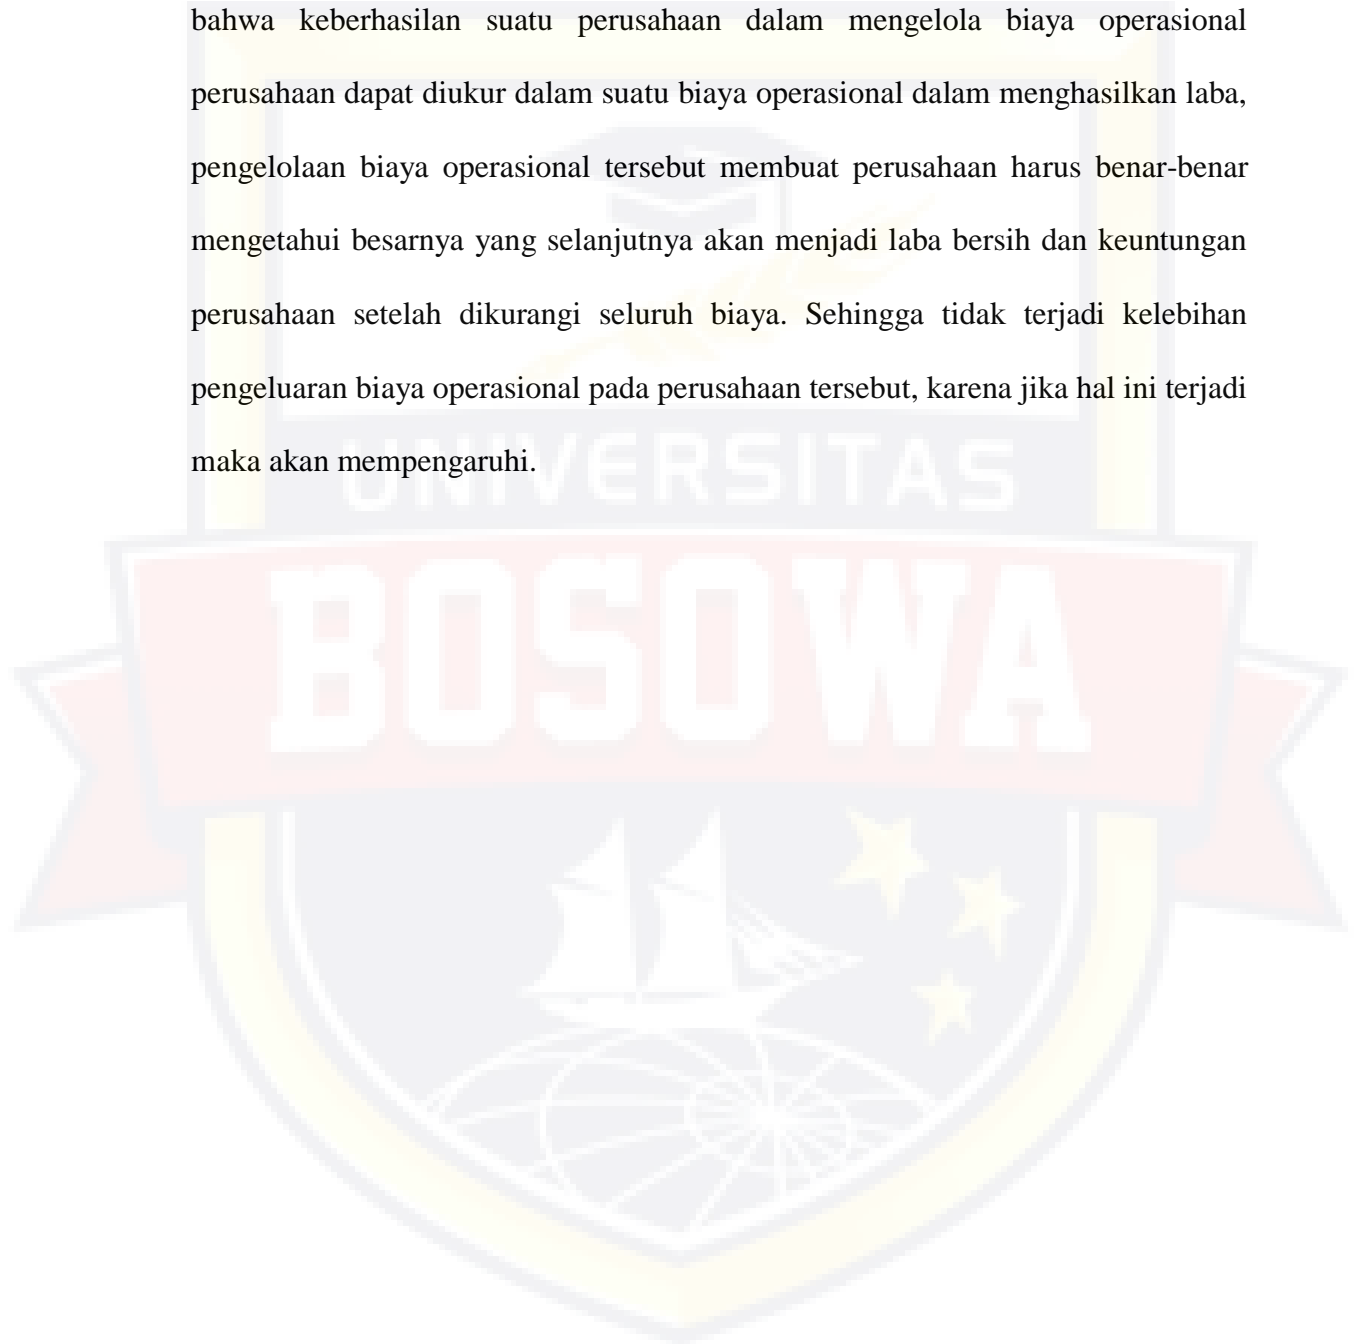 bahwa keberhasilan suatu perusahaan dalam mengelola biaya operasional
perusahaan dapat diukur dalam suatu biaya operasional dalam menghasilkan laba,
pengelolaan biaya operasional tersebut membuat perusahaan harus benar-benar
mengetahui besarnya yang selanjutnya akan menjadi laba bersih dan keuntungan
perusahaan setelah dikurangi seluruh biaya. Sehingga tidak terjadi kelebihan
pengeluaran biaya operasional pada perusahaan tersebut, karena jika hal ini terjadi
maka akan mempengaruhi.
UNIVERSITAS
BOSOWA